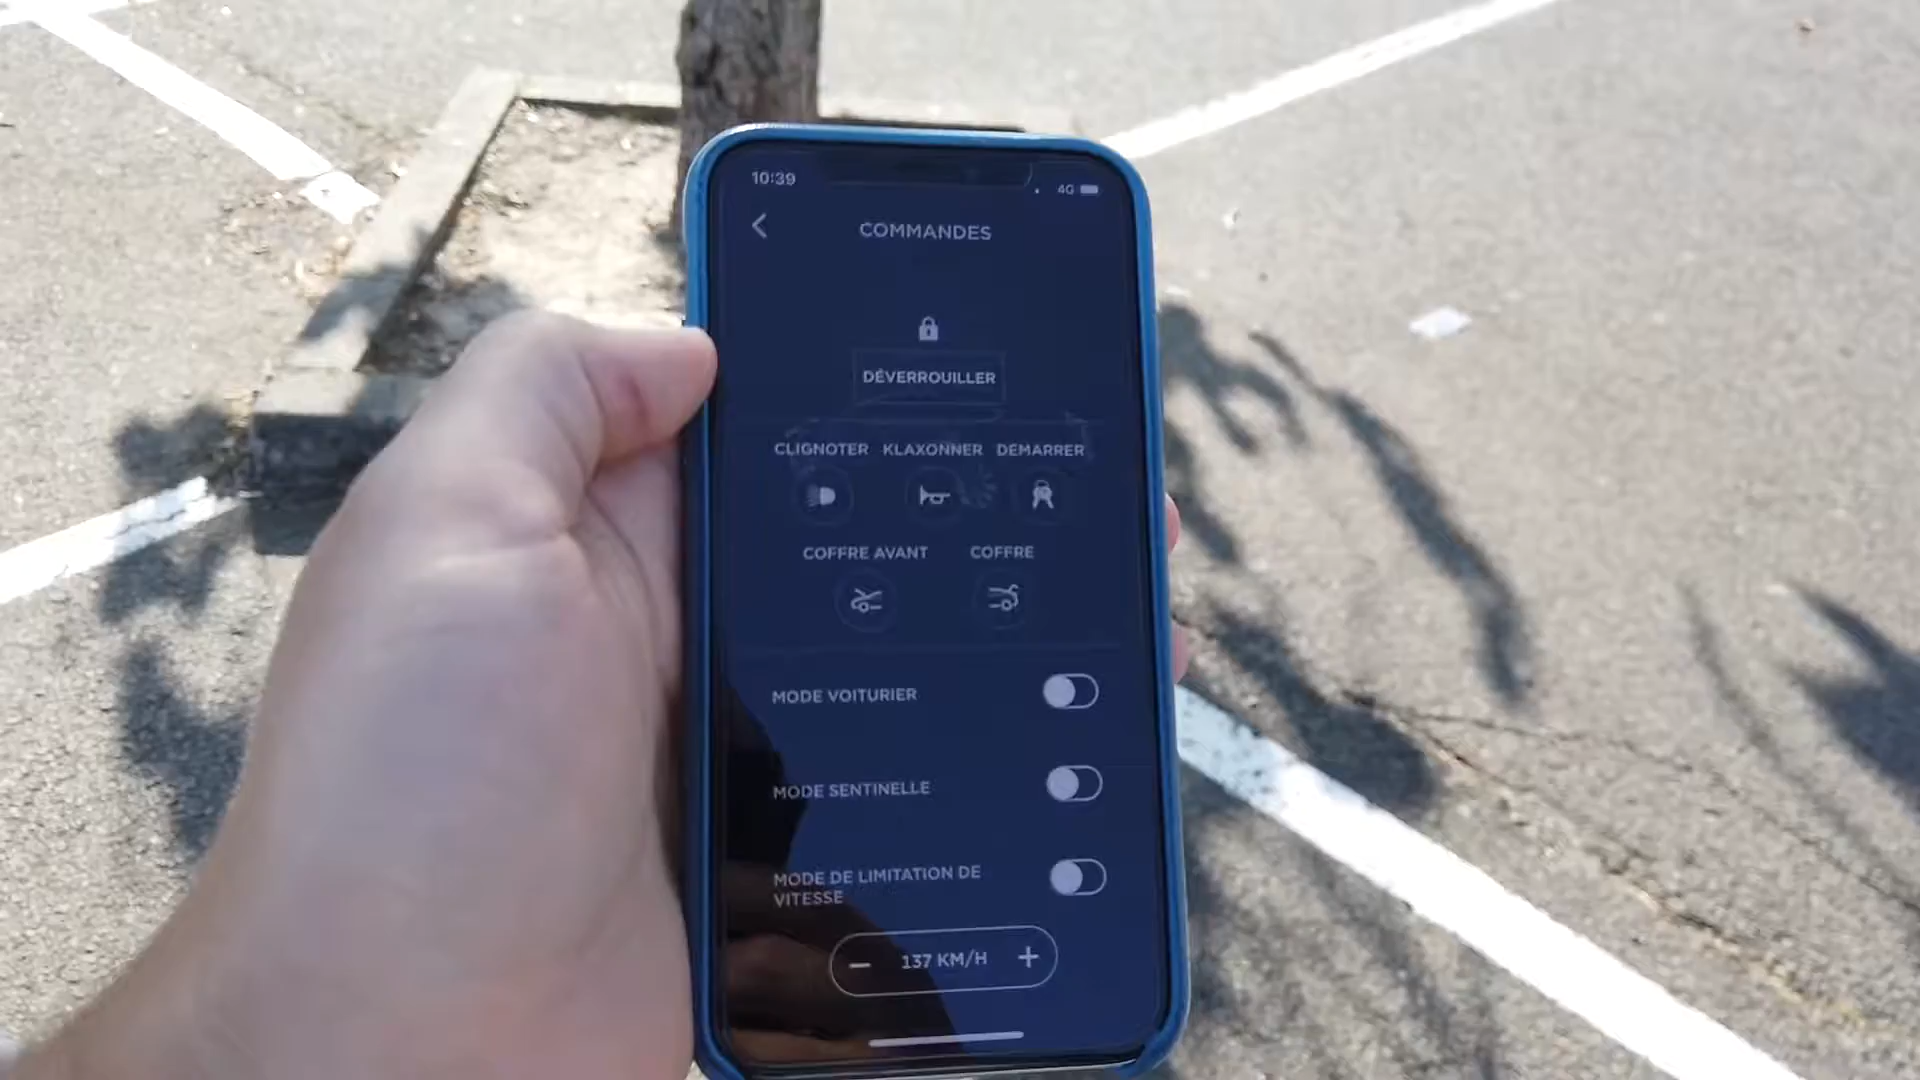 10:39
4G
COMMANDES
DÉVERROUILLER
CLIGNOTER KLAXONNER DEMARRER
COFFRE AVANT COFFRE
MODE VOITURIER
MODE SENTINELLE
MODE DE LIMITATION DE
VITESSE
− 137 KM/H +